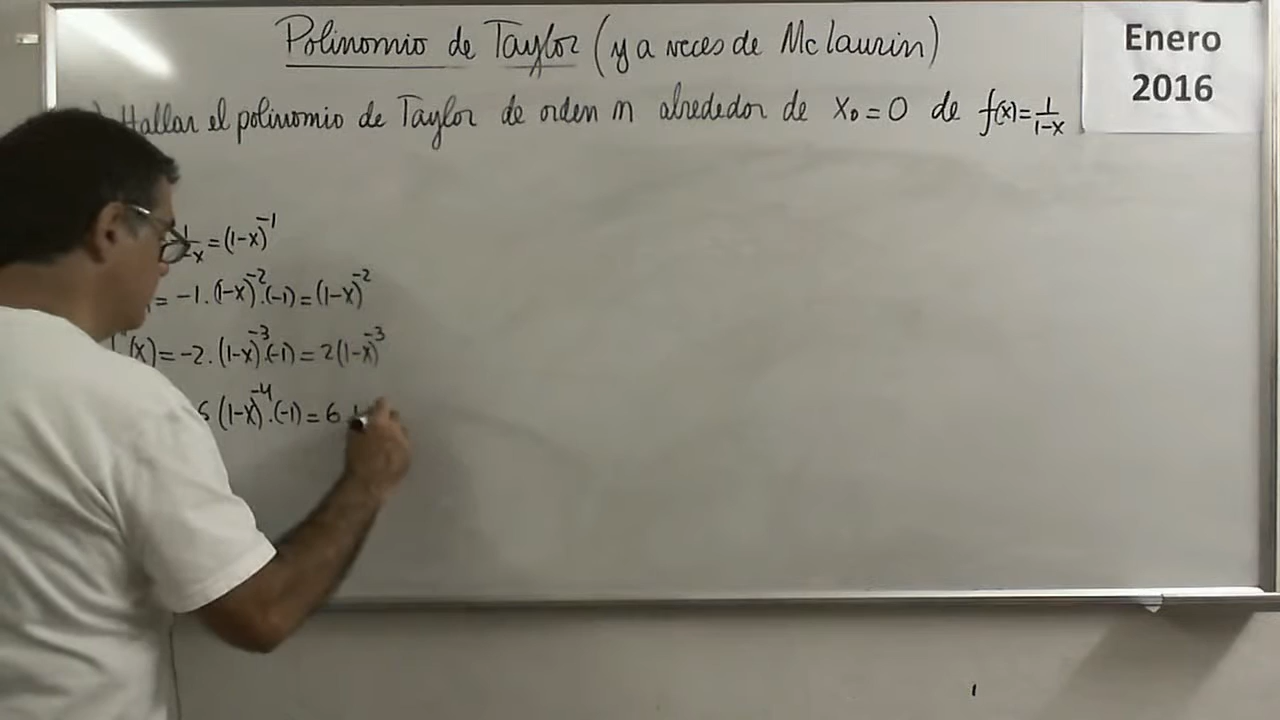 Polinomio de Taylor (y a veces de Mc laurin)
Enero
2016
) Hallar el polinomio de Taylor de orden n alrededor de x₀=0 de f(x)=1/1-x
1/-x=(1-x)⁻¹
=-1.(1-x)⁻².(-1)=(1-x)⁻²
(x)=-2.(1-x)⁻³.(-1)=2(1-x)⁻³
6(1-x)⁻⁴.(-1)=6